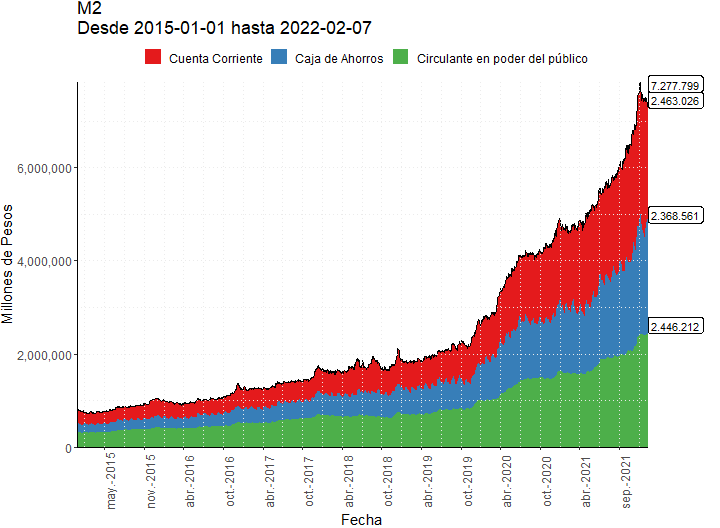 M2
Desde 2015-01-01 hasta 2022-02-07
Cuenta Corriente
Caja de Ahorros
Circulante en poder del público
Millones de Pesos
6,000,000
4,000,000
2,000,000
0
7.277.799
2.463.026
2.368.561
2.446.212
may.-2015
nov.-2015
abr.-2016
oct.-2016
abr.-2017
oct.-2017
abr.-2018
oct.-2018
abr.-2019
oct.-2019
abr.-2020
oct.-2020
abr.-2021
sep.-2021
Fecha